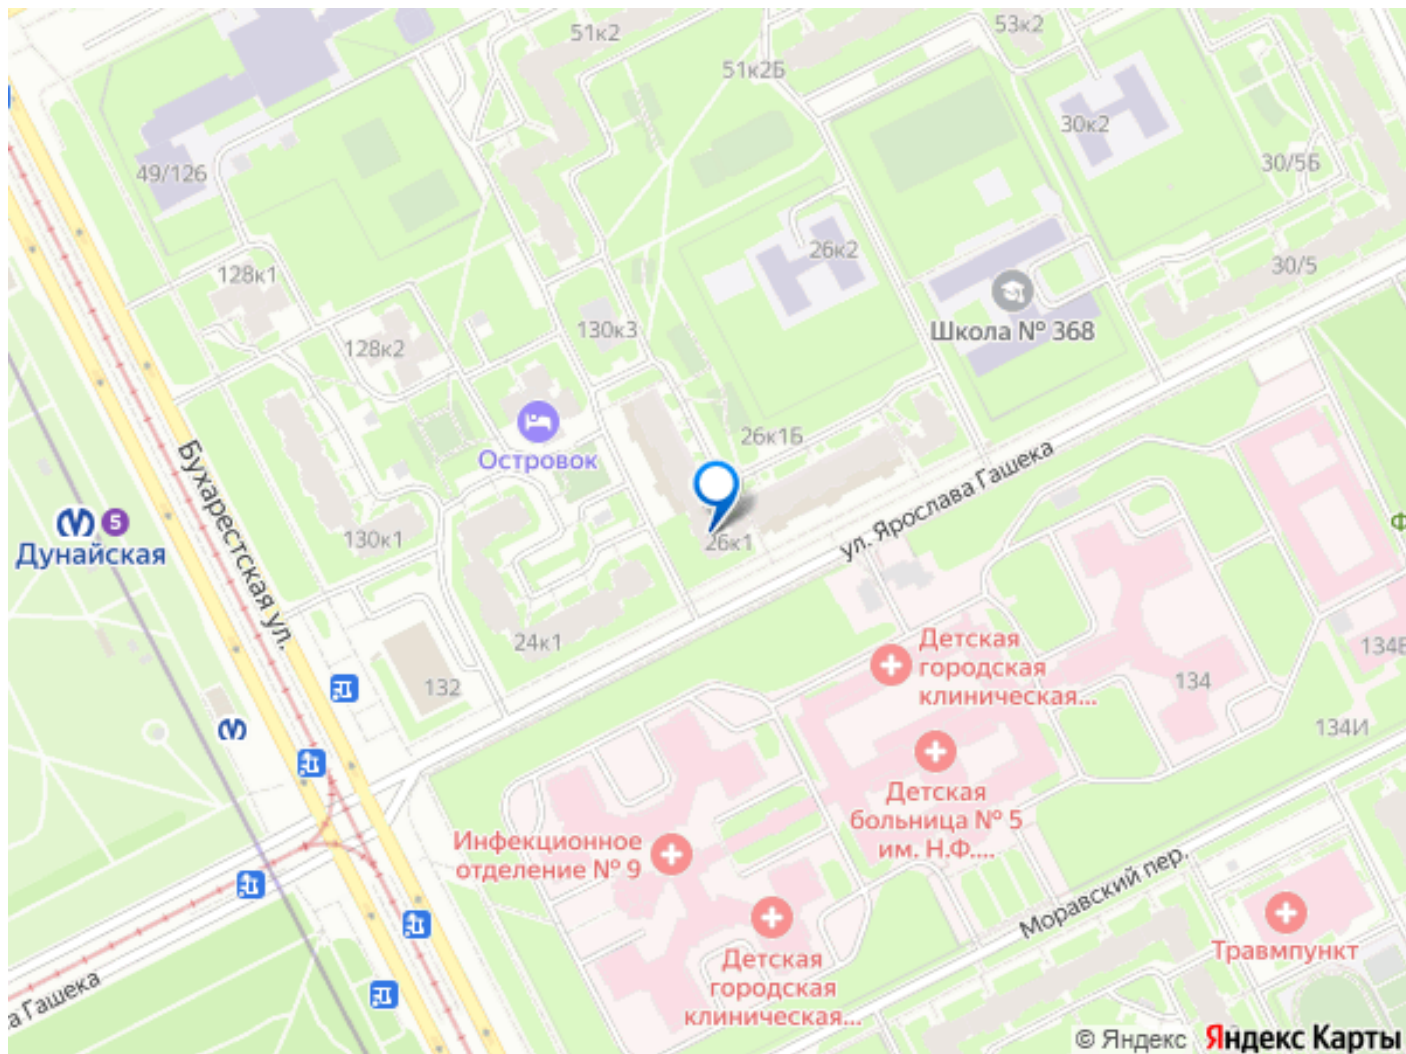 51к2
53к2
51к2Б
30к2
49/126
30/5Б
26к2
128к1
30/5
130к3
Школа № 368
128к2
26к1Б
Островок
ул. Ярослава Гашека
Бухарестская ул.
5
Дунайская
130к1
26к1
24к1
Детская
городская
клиническая...
134Б
134
132
134И
Детская
больница № 5
им. Н.Ф....
Инфекционное
отделение № 9
Моравский пер.
Травмпункт
Детская
городская
клиническая...
а Гашека
© Яндекс Яндекс Карты